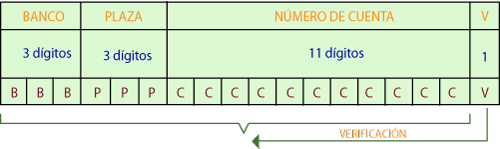 BANCO PLAZA NÚMERO DE CUENTA V
3 dígitos 3 dígitos 11 dígitos 1
B B B P P P C C C C C C C C C C C V
VERIFICACIÓN